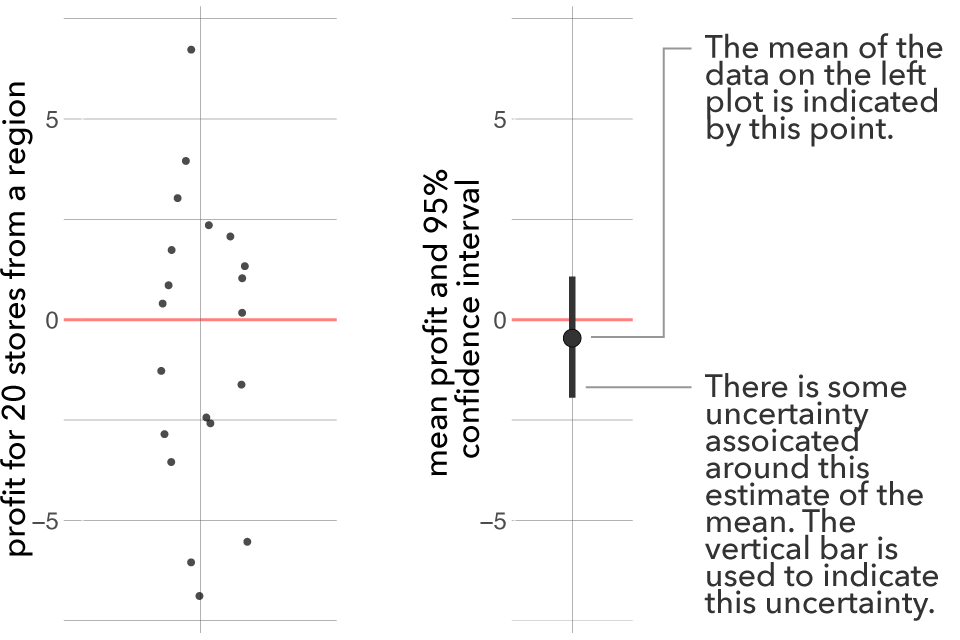 profit for 20 stores from a region
5
0
−5
mean profit and 95%
confidence interval
5
0
−5
The mean of the
data on the left
plot is indicated
by this point.
There is some
uncertainty
assoicated
around this
estimate of the
mean. The
vertical bar is
used to indicate
this uncertainty.